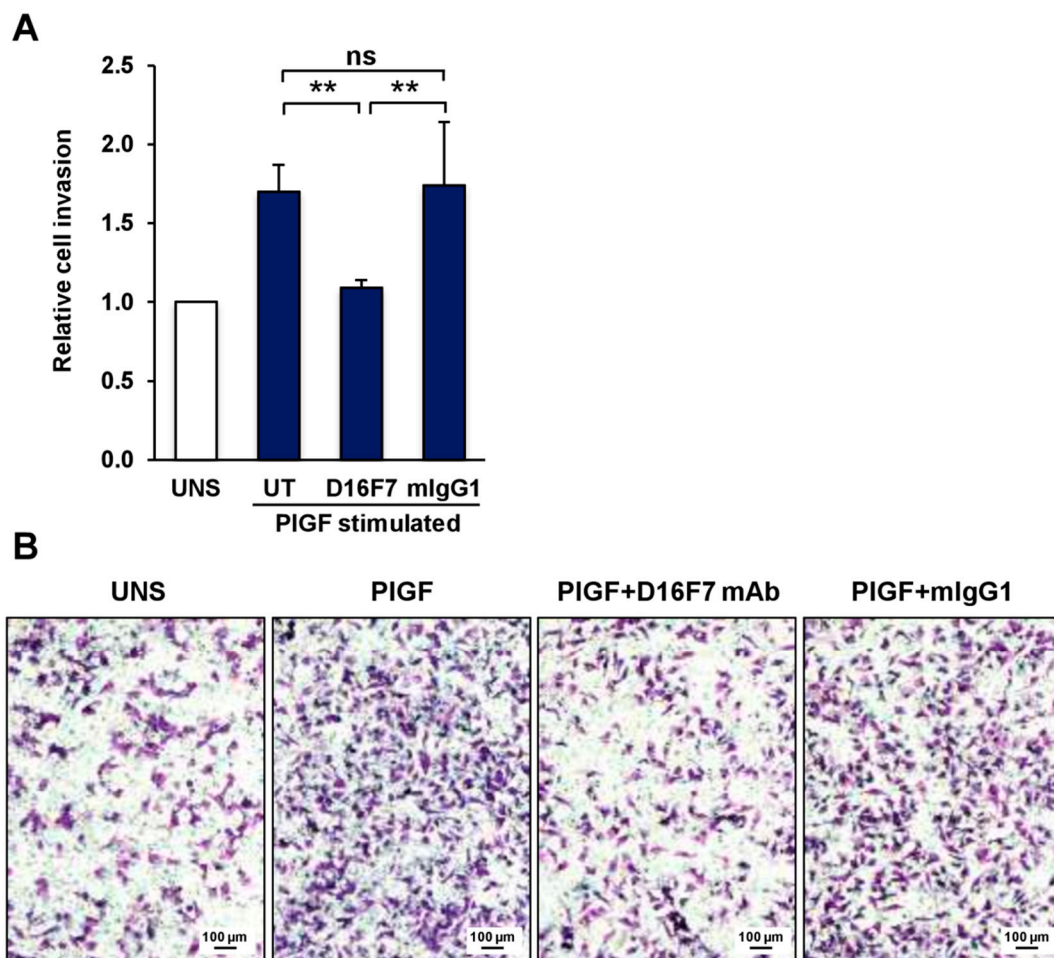 A
2.5
2.0
1.5
1.0
0.5
0.0
Relative cell invasion
ns
** **
UNS UT D16F7 mIgG1
PlGF stimulated
B
UNS PlGF PlGF+D16F7 mAb PlGF+mIgG1
100 µm 100 µm 100 µm 100 µm